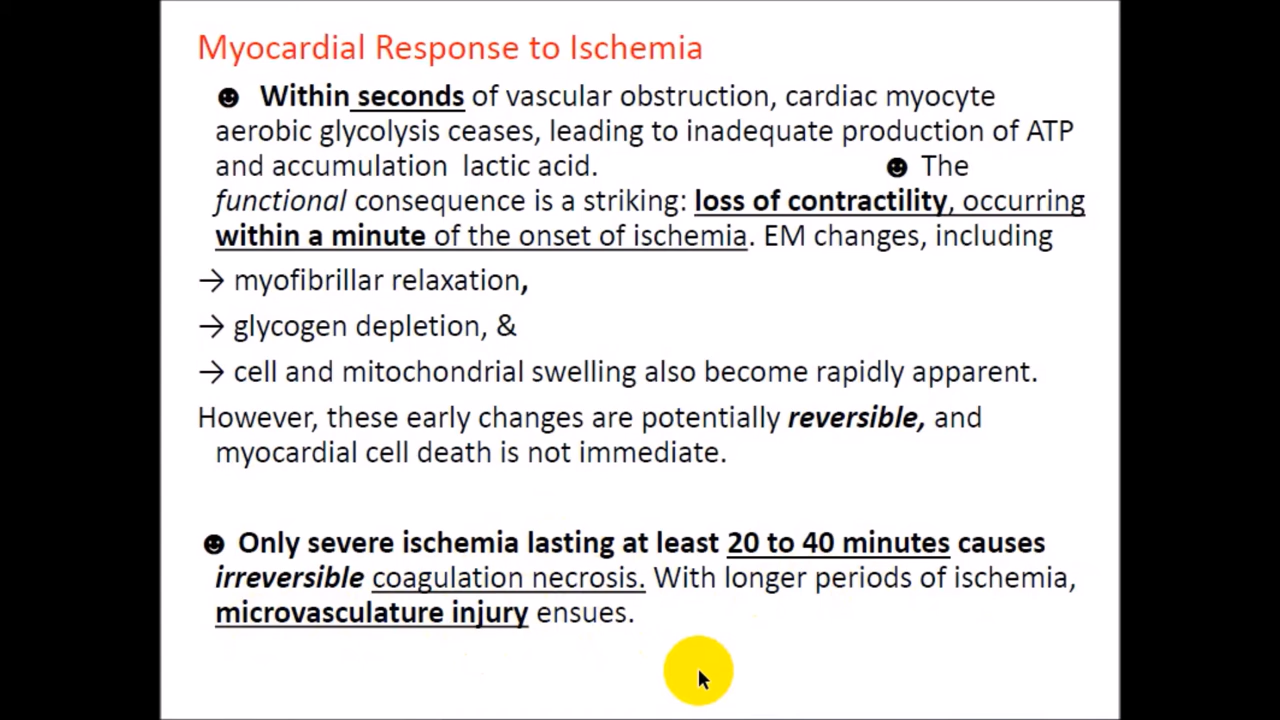 Myocardial Response to Ischemia
☻ Within seconds of vascular obstruction, cardiac myocyte
aerobic glycolysis ceases, leading to inadequate production of ATP
and accumulation lactic acid. ☻ The
functional consequence is a striking: loss of contractility, occurring
within a minute of the onset of ischemia. EM changes, including
→ myofibrillar relaxation,
→ glycogen depletion, &
→ cell and mitochondrial swelling also become rapidly apparent.
However, these early changes are potentially reversible, and
myocardial cell death is not immediate.
☻ Only severe ischemia lasting at least 20 to 40 minutes causes
irreversible coagulation necrosis. With longer periods of ischemia,
microvasculature injury ensues.